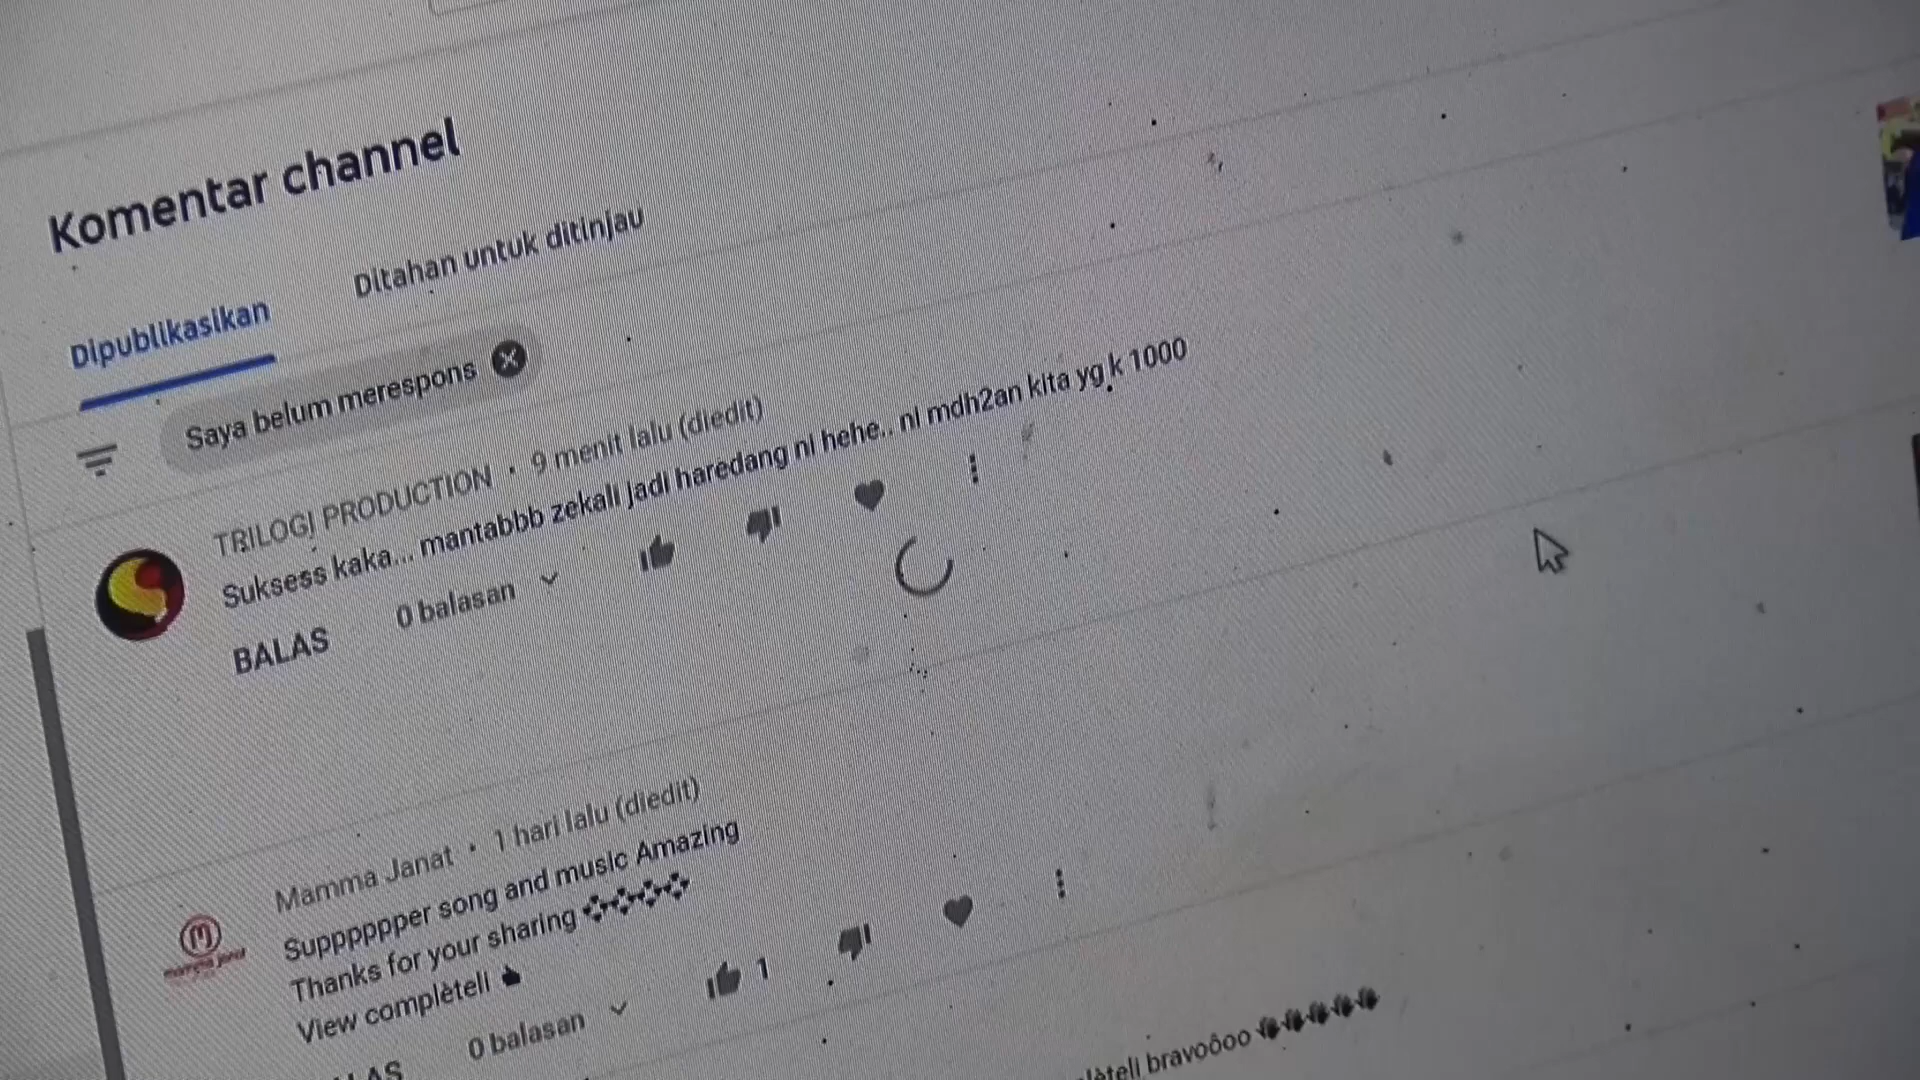 Komentar channel
Dipublikasikan
Ditahan untuk ditinjau
Saya belum merespons
TRILOGI PRODUCTION • 9 menit lalu (diedit)
Suksess kaka... mantabbb zekali jadi haredang ni hehe.. ni mdh2an kita yg k 1000
BALAS
0 balasan
Mamma Janat • 1 hari lalu (diedit)
Supppppper song and music Amazing
Thanks for your sharing
View complèteli
0 balasan
1
bravoôoo